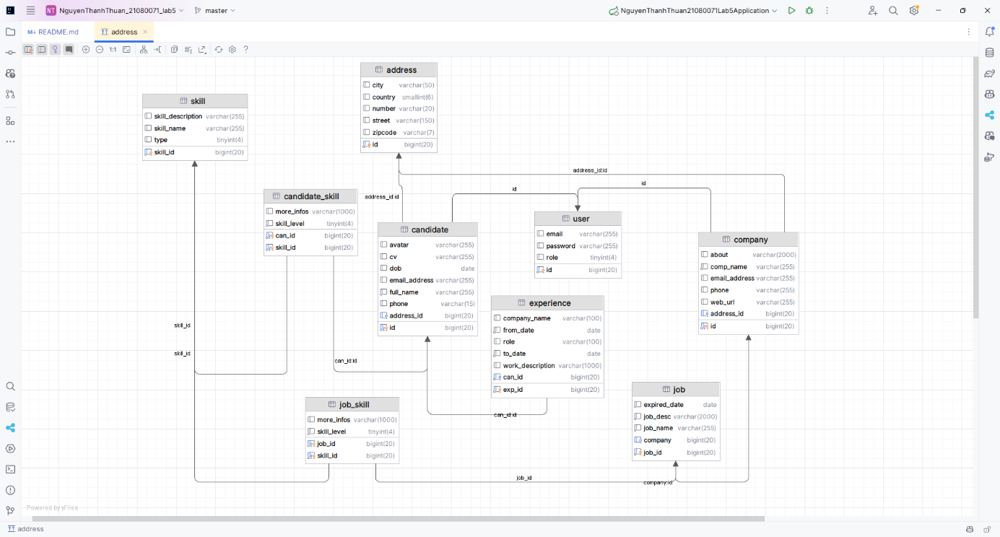 NT NguyenThanhThuan_21080071_lab5 master NguyenThanhThuan21080071Lab5Application
M↓ README.md address
1:1 ?
address
city varchar(50)
country smallint(6)
number varchar(20)
street varchar(150)
zipcode varchar(7)
id bigint(20)
skill
skill_description varchar(255)
skill_name varchar(255)
type tinyint(4)
skill_id bigint(20)
address_id:id
id
id
address_id:id
candidate_skill
more_infos varchar(1000)
skill_level tinyint(4)
can_id bigint(20)
skill_id bigint(20)
candidate
avatar varchar(255)
cv varchar(255)
dob date
email_address varchar(255)
full_name varchar(255)
phone varchar(15)
address_id bigint(20)
id bigint(20)
user
email varchar(255)
password varchar(255)
role tinyint(4)
id bigint(20)
company
about varchar(2000)
comp_name varchar(255)
email_address varchar(255)
phone varchar(255)
web_url varchar(255)
address_id bigint(20)
id bigint(20)
experience
company_name varchar(100)
from_date date
role varchar(100)
to_date date
work_description varchar(1000)
can_id bigint(20)
exp_id bigint(20)
skill_id
skill_id
can_id:id
can_id:id
job_skill
more_infos varchar(1000)
skill_level tinyint(4)
job_id bigint(20)
skill_id bigint(20)
job
expired_date date
job_desc varchar(2000)
job_name varchar(255)
company bigint(20)
job_id bigint(20)
job_id
company:id
Powered by yFiles
address